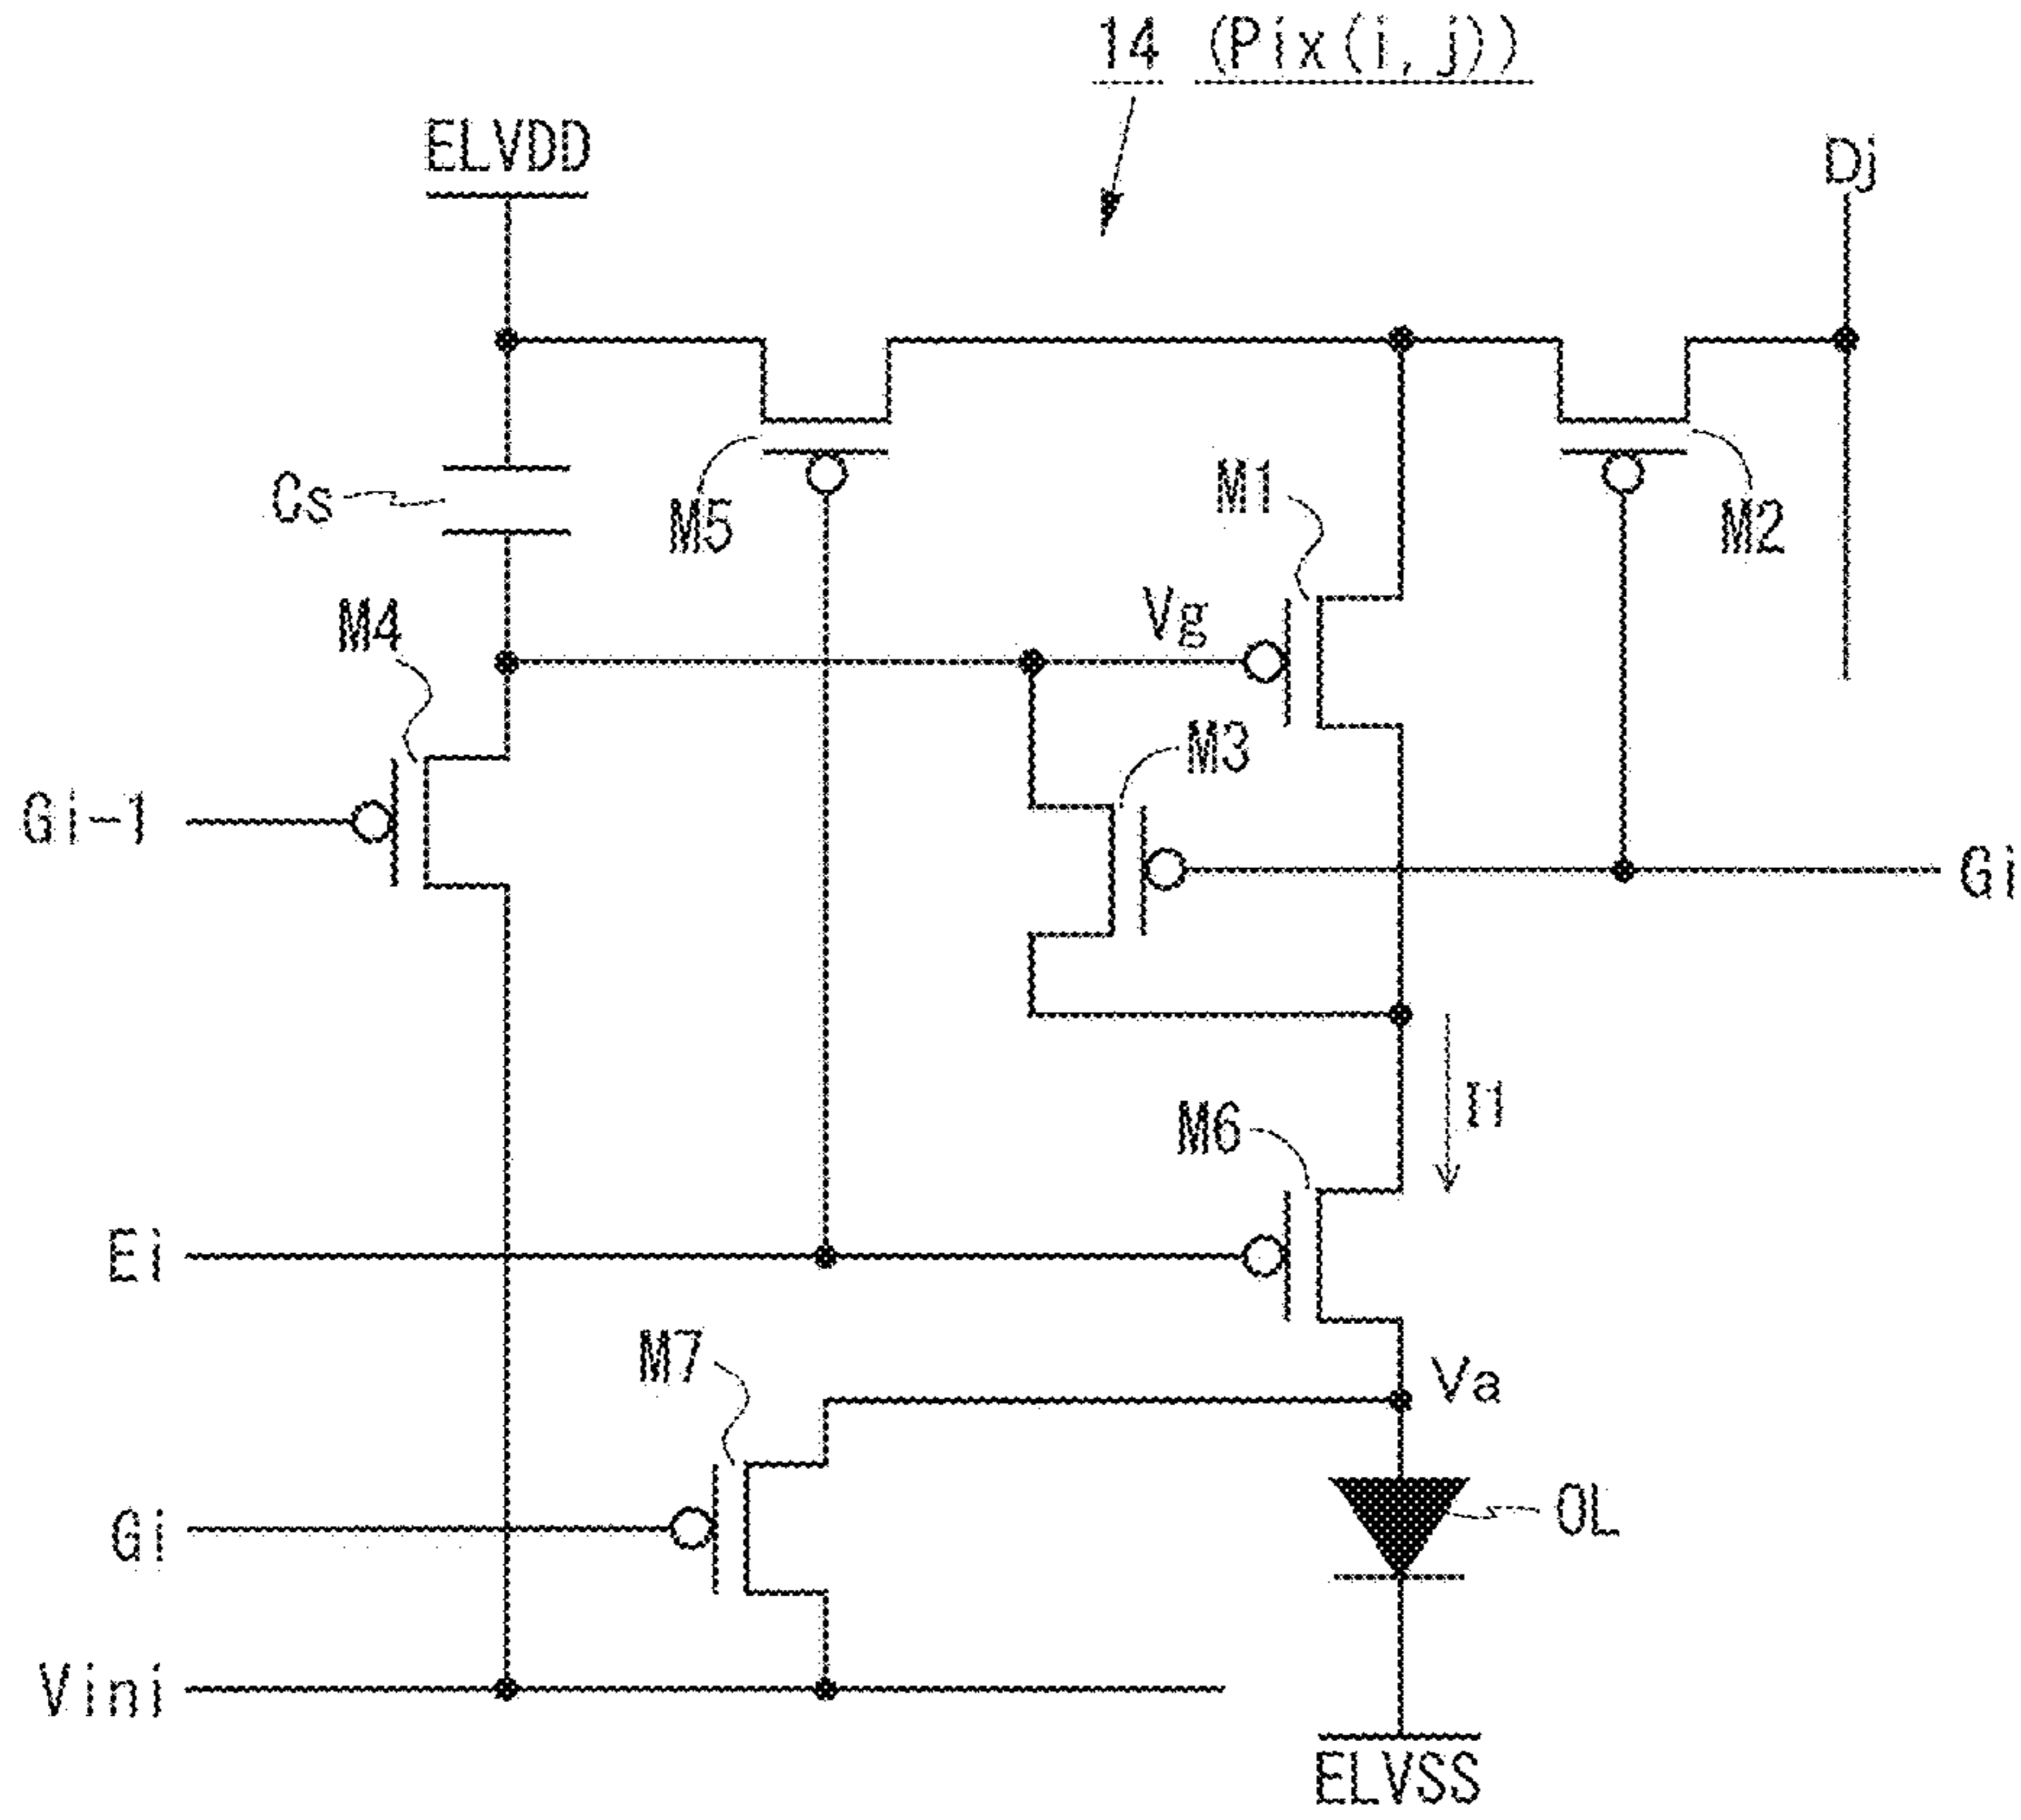 14 (Pix(i, j))
ELVDD
Dj
Cs
M5
M1
M2
M4
Vg
M3
Gi-1
Gi
M6
I1
Ei
M7
Va
Gi
OL
Vini
ELVSS